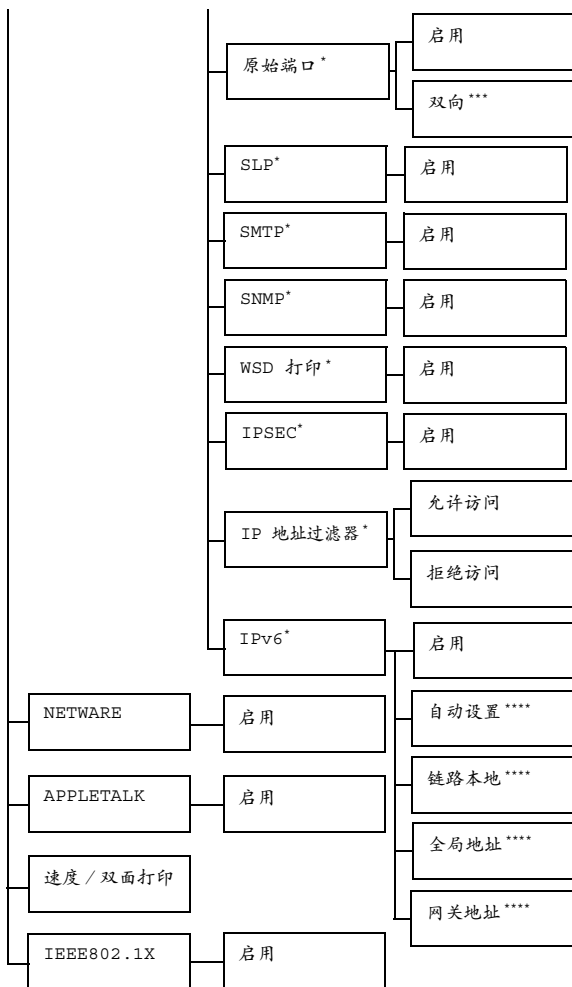 原始端口*
启用
双向***
SLP*
启用
SMTP*
启用
SNMP*
启用
WSD 打印*
启用
IPSEC*
启用
IP 地址过滤器*
允许访问
拒绝访问
IPv6*
启用
自动设置****
链路本地****
全局地址****
网关地址****
NETWARE
启用
APPLETALK
启用
速度/双面打印
IEEE802.1X
启用